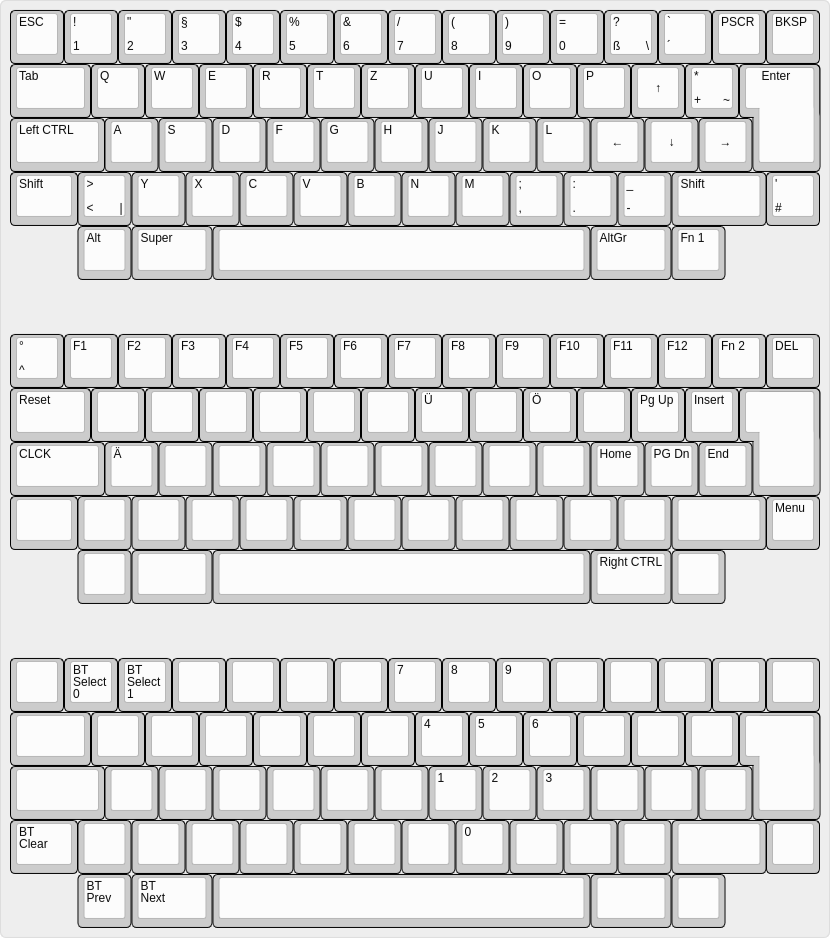 ESC ! " § $ % & / ( ) = ? ` PSCR BKSP
1 2 3 4 5 6 7 8 9 0 ß \ ´
Tab Q W E R T Z U I O P ↑ * Enter
+ ~
Left CTRL A S D F G H J K L ← ↓ →
Shift > Y X C V B N M ; : _ Shift '
< | , . - #
Alt Super AltGr Fn 1
° F1 F2 F3 F4 F5 F6 F7 F8 F9 F10 F11 F12 Fn 2 DEL
^
Reset Ü Ö Pg Up Insert
CLCK Ä Home PG Dn End
Menu
Right CTRL
BT BT 7 8 9
Select Select
0 1
4 5 6
1 2 3
BT 0
Clear
BT BT
Prev Next